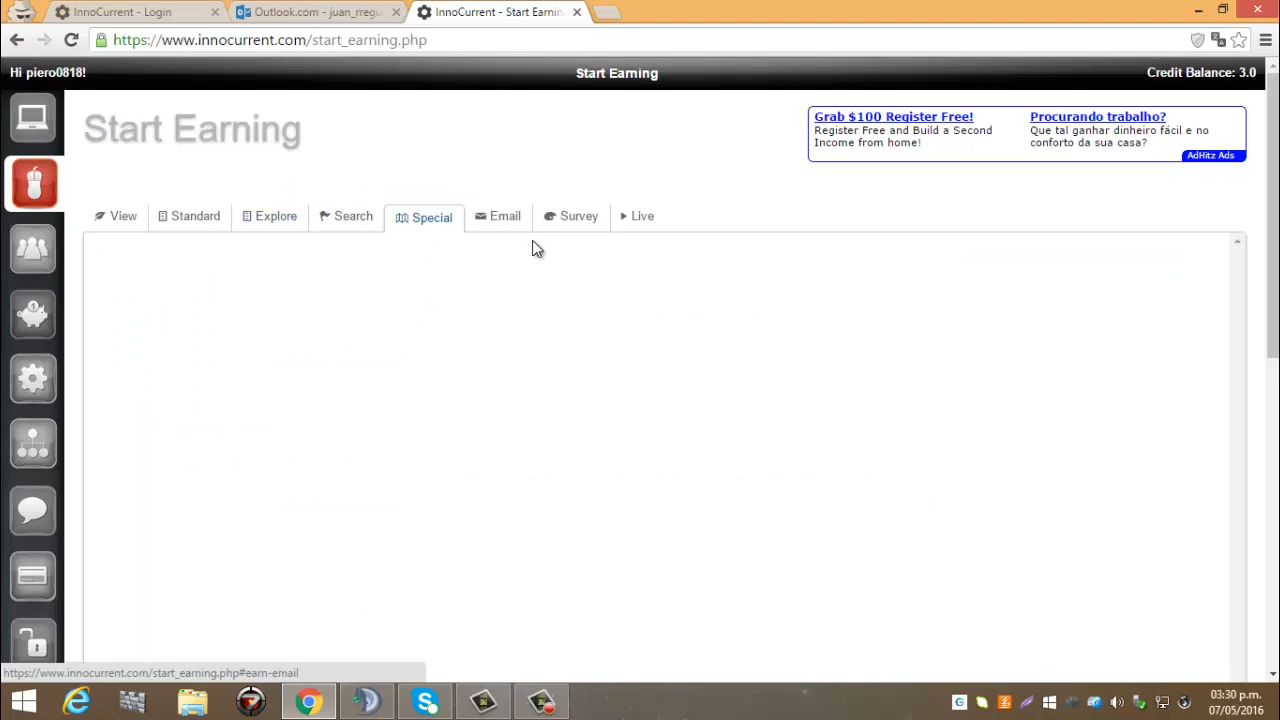 InnoCurrent - Login
Outlook.com - juan_rregu
InnoCurrent - Start Earnin
https://www.innocurrent.com/start_earning.php
Hi piero0818!
Start Earning
Credit Balance: 3.0
Start Earning
Grab $100 Register Free!
Register Free and Build a Second
Income from home!
Procurando trabalho?
Que tal ganhar dinheiro fácil e no
conforto da sua casa?
AdHitz Ads
View
Standard
Explore
Search
Special
Email
Survey
Live
https://www.innocurrent.com/start_earning.php#earn-email
03:30 p.m.
07/05/2016